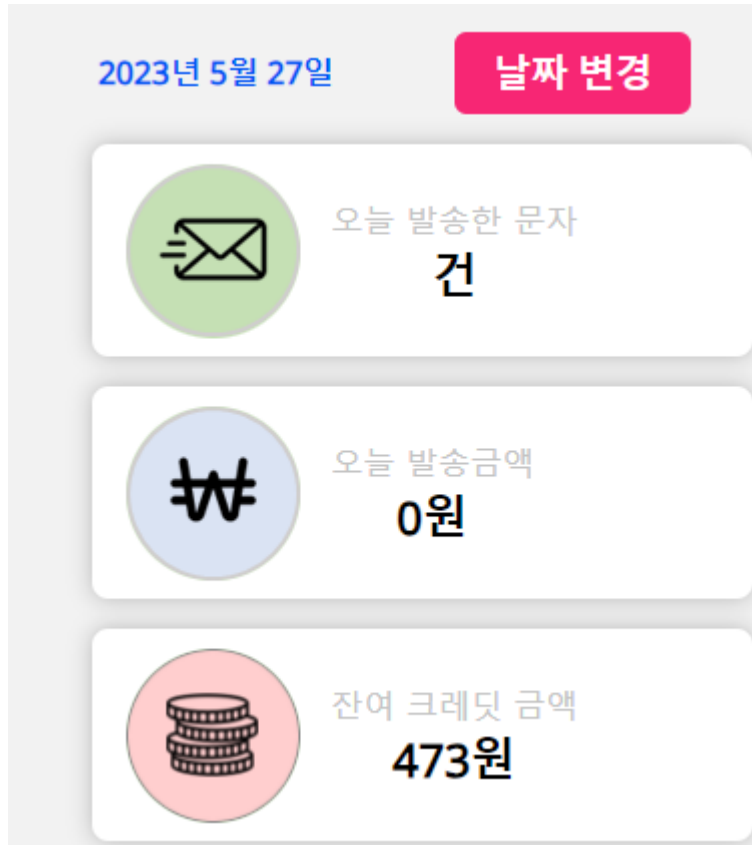 2023년 5월 27일
날짜 변경
오늘 발송한 문자
건
오늘 발송금액
0원
잔여 크레딧 금액
473원